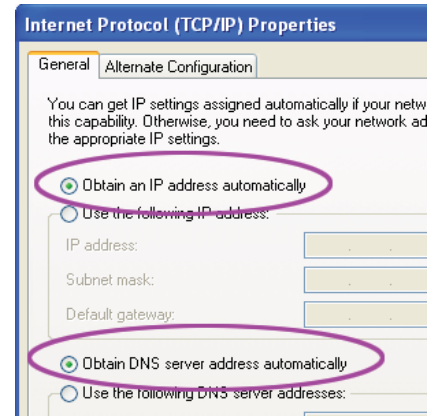 Internet Protocol (TCP/IP) Properties
General Alternate Configuration
You can get IP settings assigned automatically if your
this capability. Otherwise, you need to ask your network
the appropriate IP settings.
Obtain an IP address automatically
Use the following IP address:
IP address:
Subnet mask:
Default gateway:
Obtain DNS server address automatically
Use the following DNS server addresses: